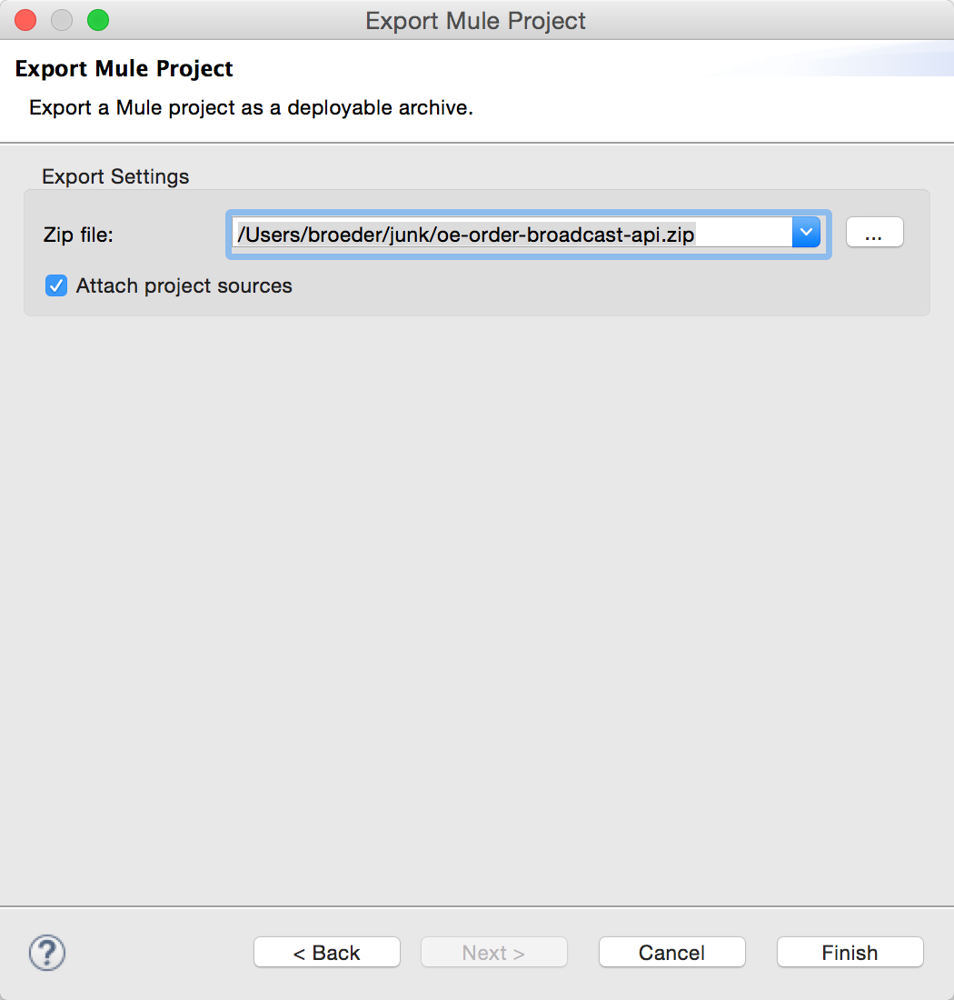 Export Mule Project
Export Mule Project
Export a Mule project as a deployable archive.
Export Settings
Zip file:
/Users/broeder/junk/oe-order-broadcast-api.zip
...
Attach project sources
?
< Back
Next >
Cancel
Finish